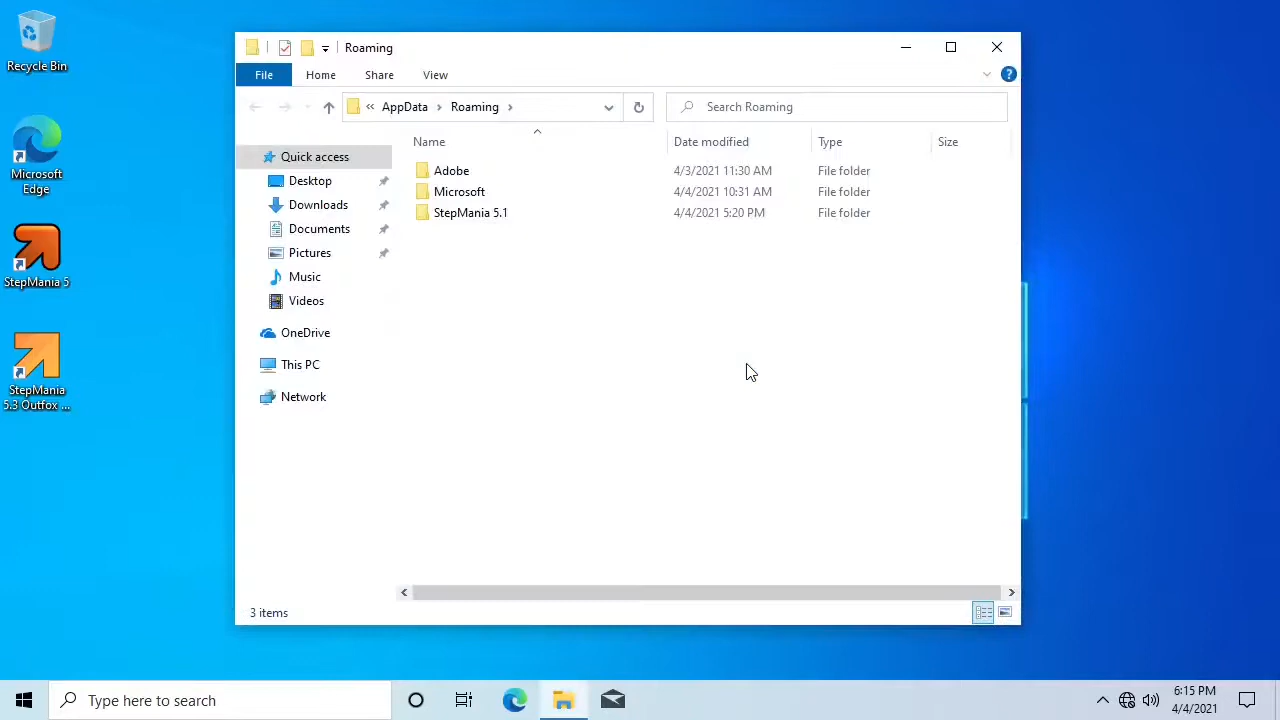 Recycle Bin
Microsoft
Edge
StepMania 5
StepMania
5.3 Outfox ...
Roaming
File
Home
Share
View
?
« AppData › Roaming ›
Search Roaming
Quick access
Desktop
Downloads
Documents
Pictures
Music
Videos
OneDrive
This PC
Network
Name
Date modified
Type
Size
Adobe
4/3/2021 11:30 AM
File folder
Microsoft
4/4/2021 10:31 AM
File folder
StepMania 5.1
4/4/2021 5:20 PM
File folder
3 items
Type here to search
6:15 PM
4/4/2021